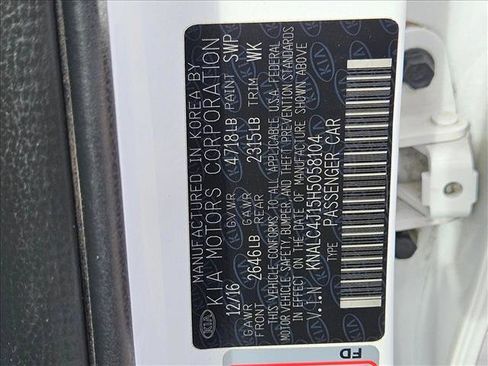 MANUFACTURED IN KOREA BY
KIA MOTORS CORPORATION
12/16 GVWR 4718LB PAINT SWP
GAWR FRONT 2646LB GAWR REAR 2315LB TRIM WK
THIS VEHICLE CONFORMS TO ALL APPLICABLE U.S.A. FEDERAL
MOTOR VEHICLE SAFETY, BUMPER, AND THEFT PREVENTION STANDARDS
IN EFFECT ON THE DATE OF MANUFACTURE SHOWN ABOVE
V.I.N KNALC4J15H5058104
TYPE: PASSENGER CAR
KIA
FD